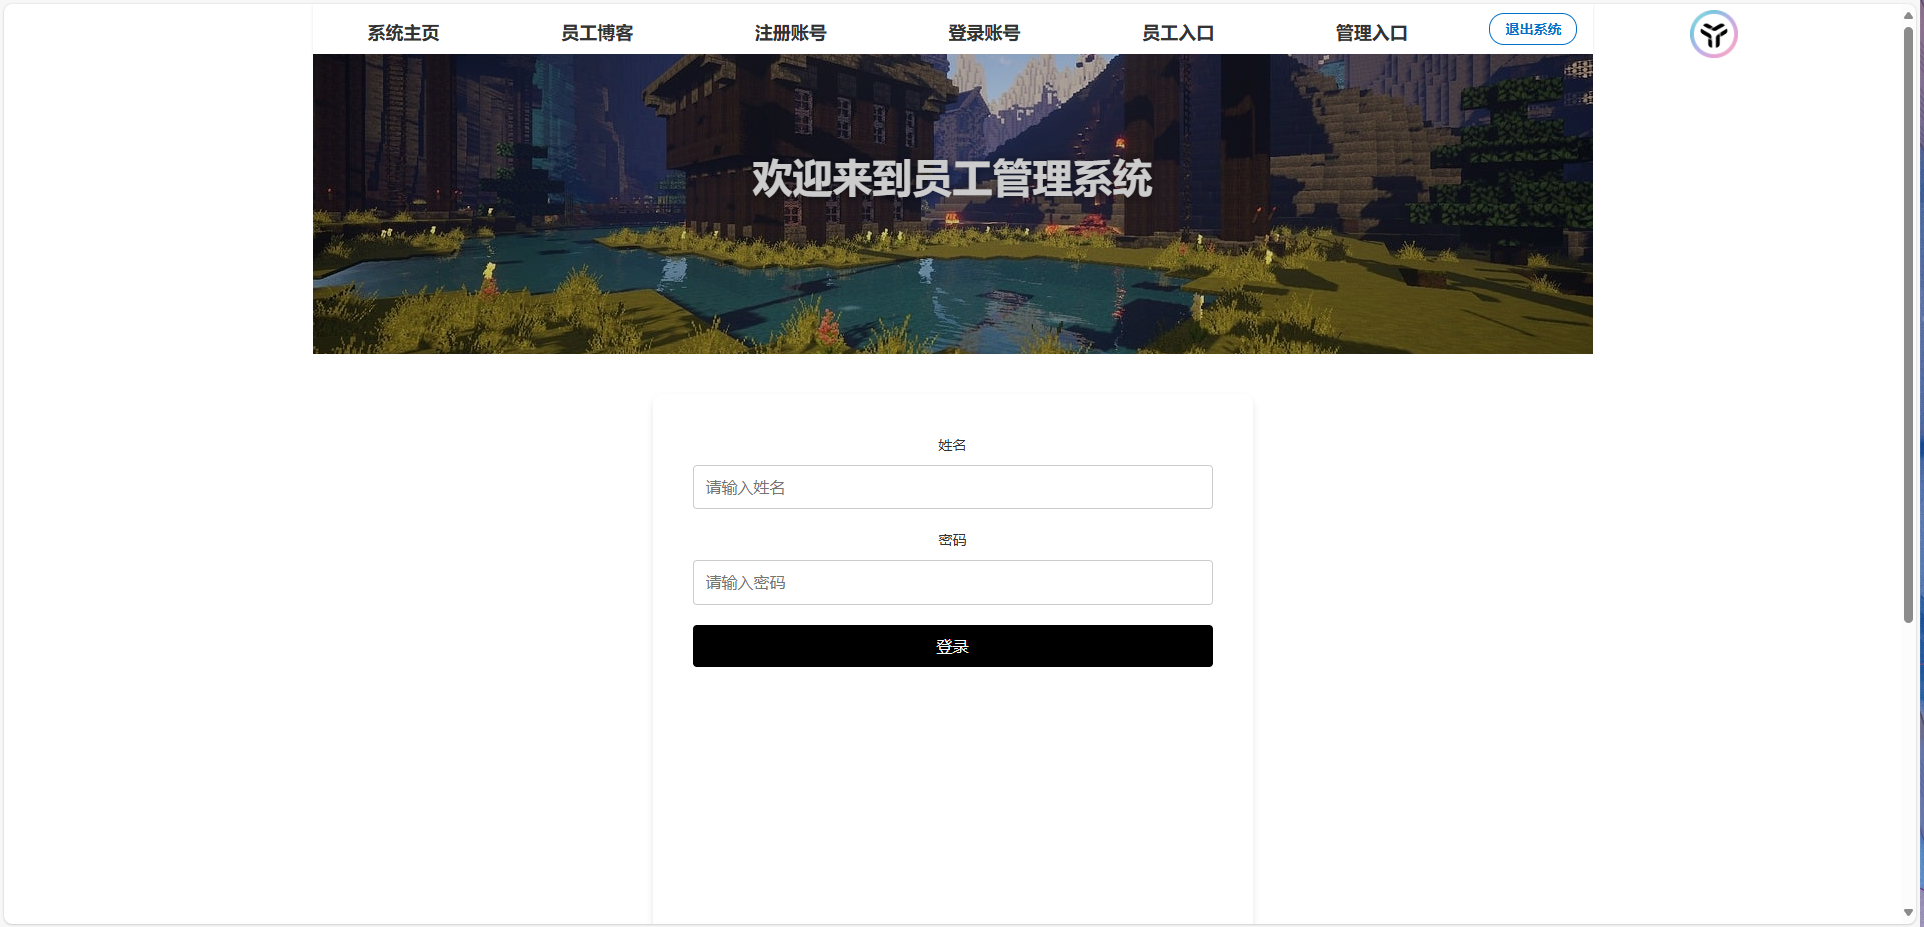 系统主页 员工博客 注册账号 登录账号 员工入口 管理入口 退出系统
欢迎来到员工管理系统
姓名
请输入姓名
密码
请输入密码
登录